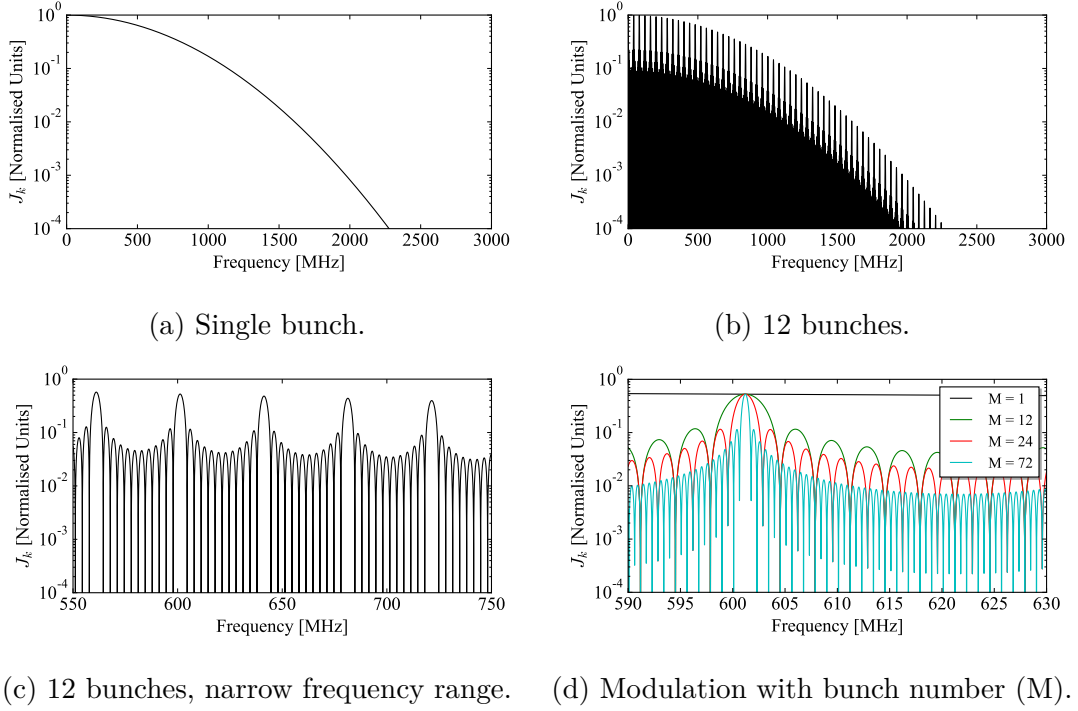 10^0
10^-1
10^-2
10^-3
10^-4
J_k [Normalised Units]
0 500 1000 1500 2000 2500 3000
Frequency [MHz]
(a) Single bunch.
10^0
10^-1
10^-2
10^-3
10^-4
J_k [Normalised Units]
0 500 1000 1500 2000 2500 3000
Frequency [MHz]
(b) 12 bunches.
10^0
10^-1
10^-2
10^-3
10^-4
J_k [Normalised Units]
550 600 650 700 750
Frequency [MHz]
(c) 12 bunches, narrow frequency range.
10^0
10^-1
10^-2
10^-3
10^-4
J_k [Normalised Units]
M = 1
M = 12
M = 24
M = 72
590 595 600 605 610 615 620 625 630
Frequency [MHz]
(d) Modulation with bunch number (M).